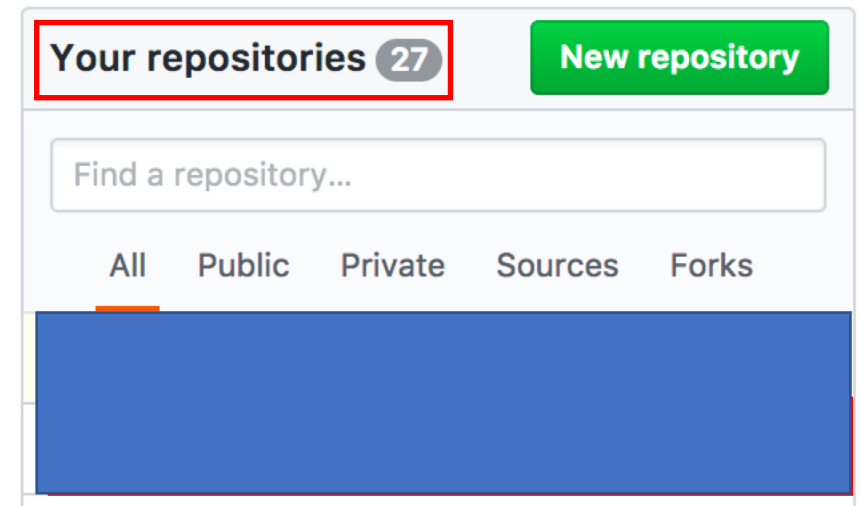 Your repositories 27 New repository
Find a repository...
All Public Private Sources Forks